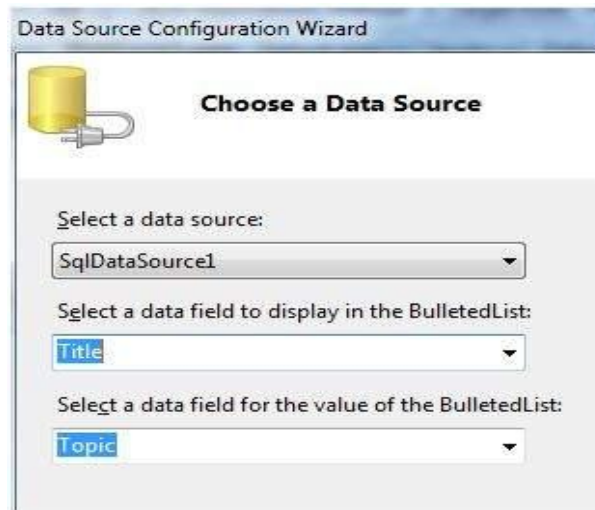 Data Source Configuration Wizard
Choose a Data Source
Select a data source:
SqlDataSource1
Select a data field to display in the BulletedList:
Title
Select a data field for the value of the BulletedList:
Topic